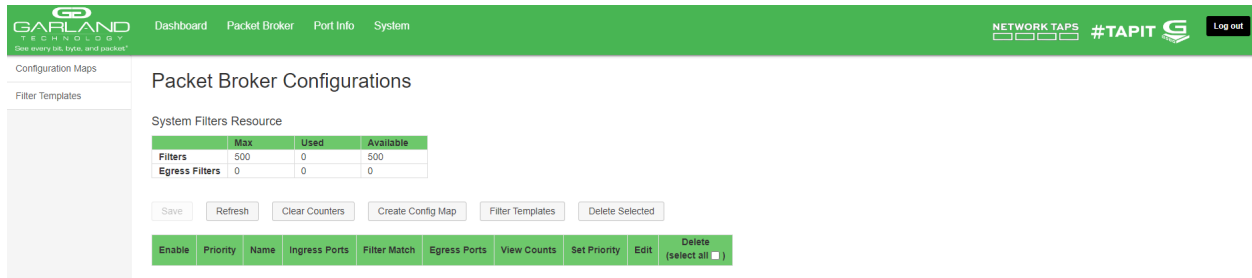 GARLAND
TECHNOLOGY
See every bit, byte, and packet®
Dashboard Packet Broker Port Info System
NETWORK TAPS
#TAPIT
Log out
Configuration Maps
Filter Templates
Packet Broker Configurations
System Filters Resource
Max Used Available
Filters 500 0 500
Egress Filters 0 0 0
Save Refresh Clear Counters Create Config Map Filter Templates Delete Selected
Enable Priority Name Ingress Ports Filter Match Egress Ports View Counts Set Priority Edit Delete
(select all )